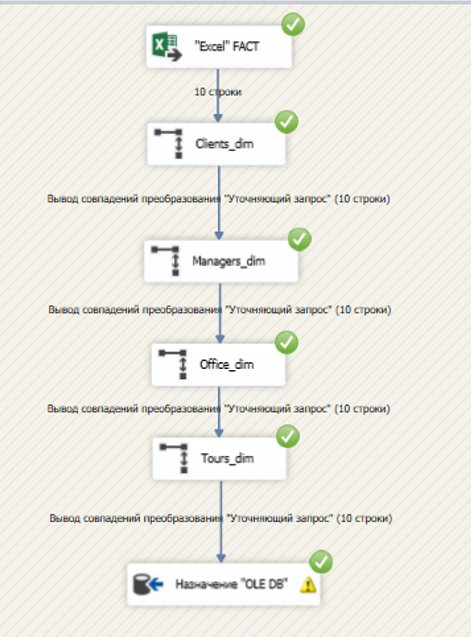 "Excel" FACT
10 строки
Clients_dim
Вывод совпадений преобразования "Уточняющий запрос" (10 строки)
Managers_dim
Вывод совпадений преобразования "Уточняющий запрос" (10 строки)
Office_dim
Вывод совпадений преобразования "Уточняющий запрос" (10 строки)
Tours_dim
Вывод совпадений преобразования "Уточняющий запрос" (10 строки)
Назначение "OLE DB"